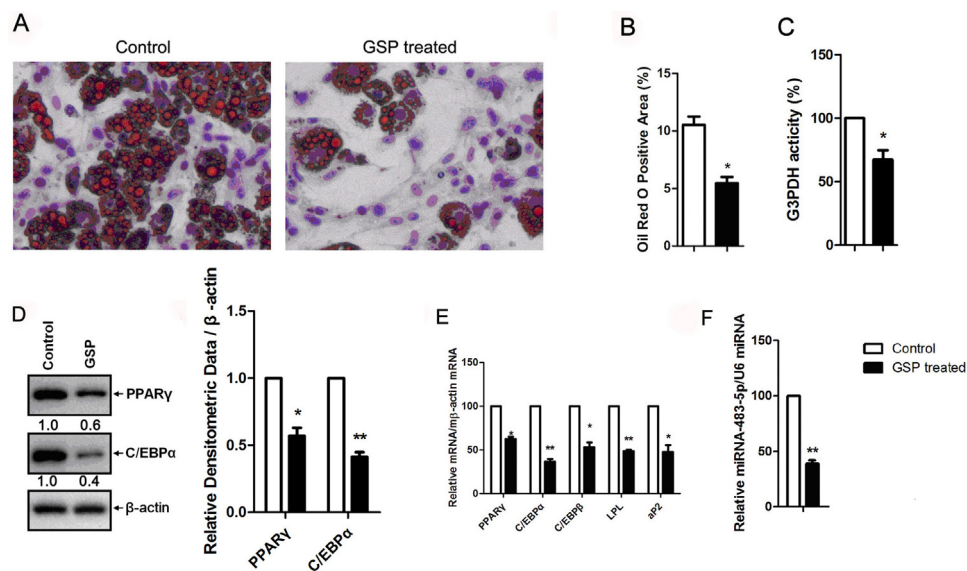 A
Control
GSP treated
B
Oil Red O Positive Area (%)
15
10
5
0
*
C
G3PDH acticity (%)
150
100
50
0
*
D
Control
GSP
PPARγ
1.0 0.6
C/EBPα
1.0 0.4
β-actin
Relative Densitometric Data / β -actin
1.5
1.0
0.5
0.0
*
**
PPARγ
C/EBPα
E
Relative mRNA/mβ-actin mRNA
150
100
50
0
*
**
*
**
*
PPARγ
C/EBPα
C/EBPβ
LPL
aP2
F
Relative miRNA-483-5p/U6 miRNA
150
100
50
0
**
Control
GSP treated